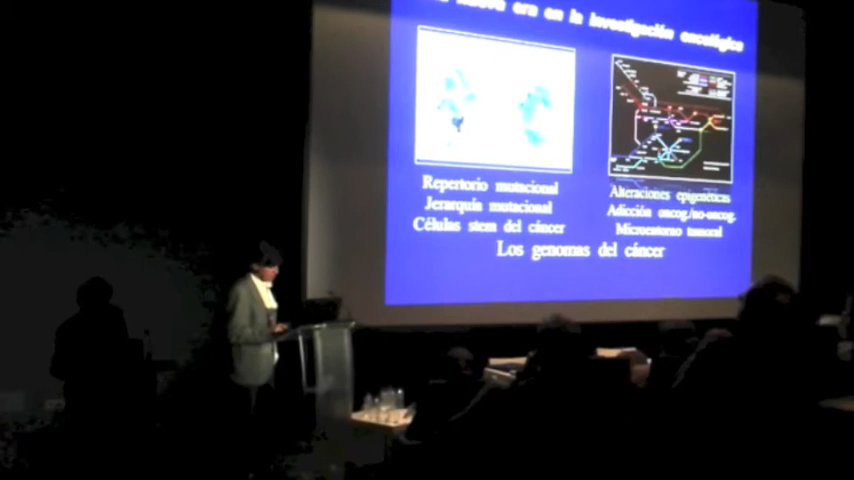 nueva era en la investigación oncológica
Repertorio mutacional
Jerarquía mutacional
Células stem del cáncer
Alteraciones epigenéticas
Adicción oncog./no-oncog.
Microentorno tumoral
Los genomas del cáncer